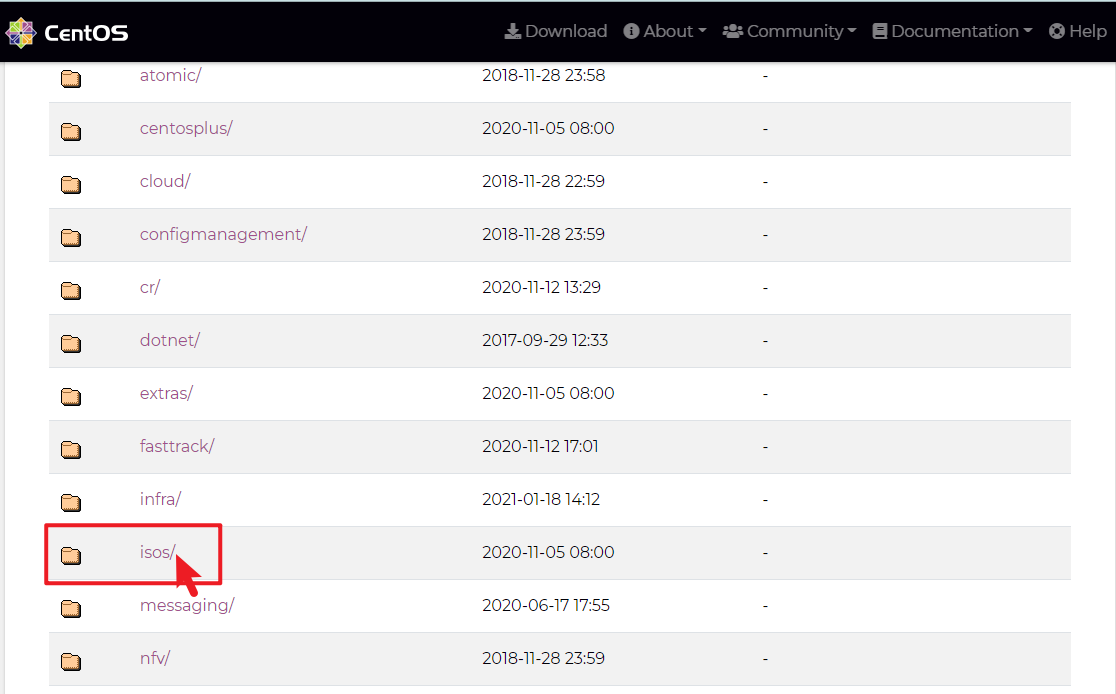 CentOS Download About Community Documentation Help
atomic/ 2018-11-28 23:58 -
centosplus/ 2020-11-05 08:00 -
cloud/ 2018-11-28 22:59 -
configmanagement/ 2018-11-28 23:59 -
cr/ 2020-11-12 13:29 -
dotnet/ 2017-09-29 12:33 -
extras/ 2020-11-05 08:00 -
fasttrack/ 2020-11-12 17:01 -
infra/ 2021-01-18 14:12 -
isos/ 2020-11-05 08:00 -
messaging/ 2020-06-17 17:55 -
nfv/ 2018-11-28 23:59 -